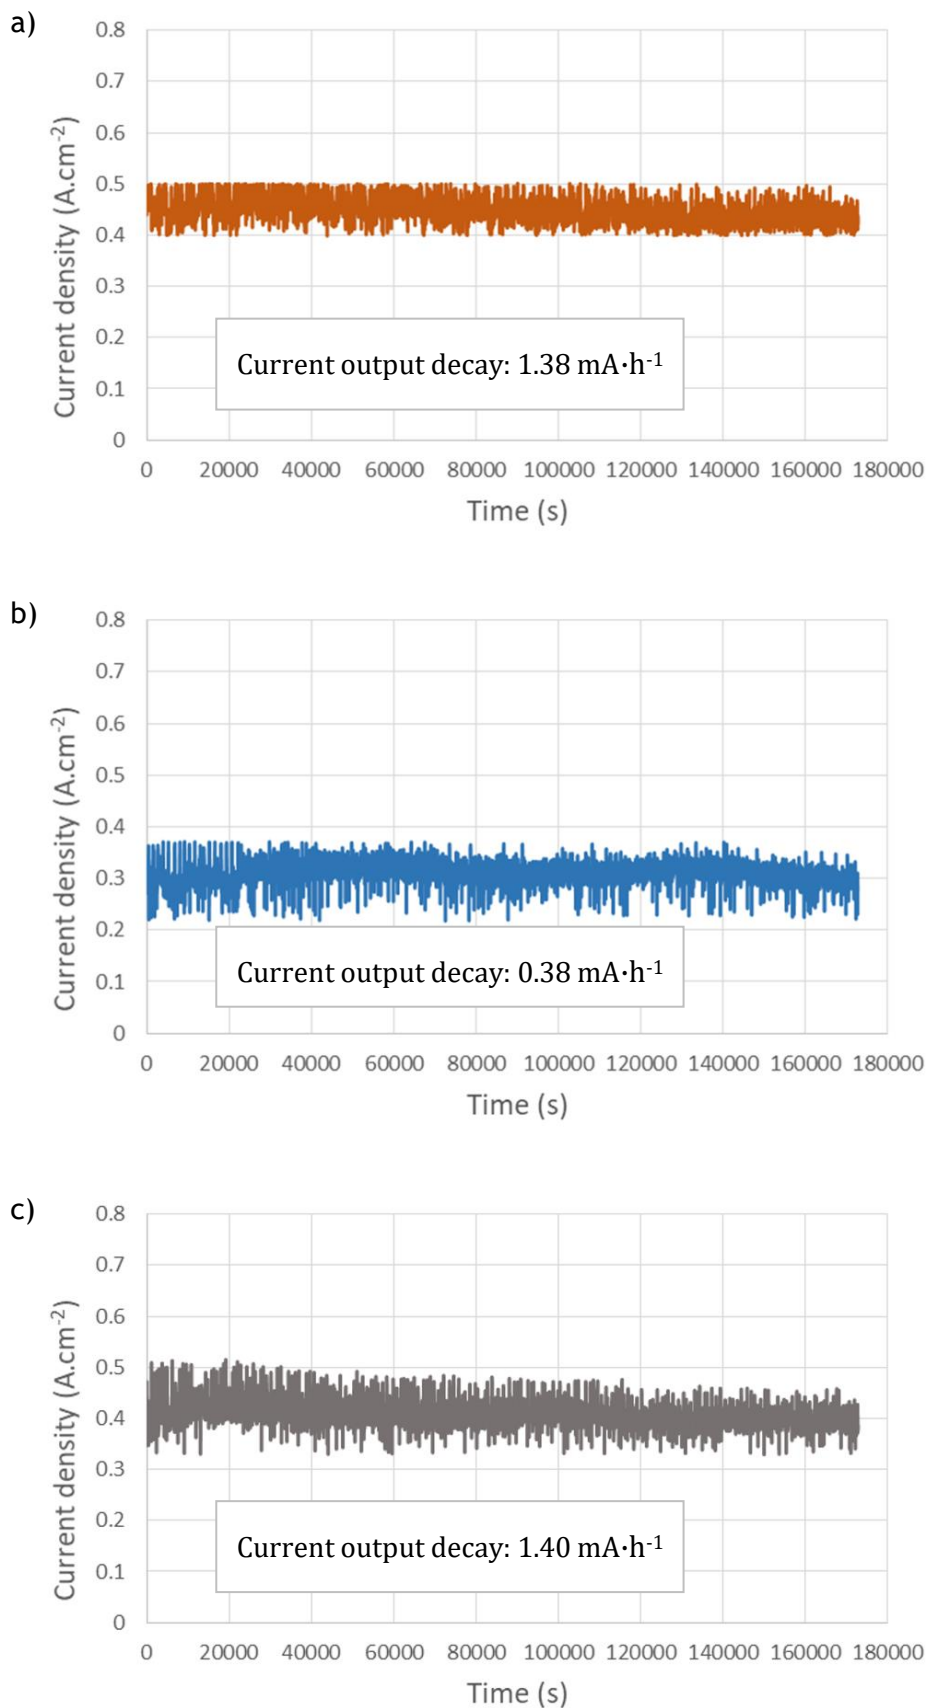 a)
0.8
0.7
0.6
0.5
0.4
0.3
0.2
0.1
0
Current density (A.cm-2)
Current output decay: 1.38 mA·h-1
0 20000 40000 60000 80000 100000 120000 140000 160000 180000
Time (s)
b)
0.8
0.7
0.6
0.5
0.4
0.3
0.2
0.1
0
Current density (A.cm-2)
Current output decay: 0.38 mA·h-1
0 20000 40000 60000 80000 100000 120000 140000 160000 180000
Time (s)
c)
0.8
0.7
0.6
0.5
0.4
0.3
0.2
0.1
0
Current density (A.cm-2)
Current output decay: 1.40 mA·h-1
0 20000 40000 60000 80000 100000 120000 140000 160000 180000
Time (s)